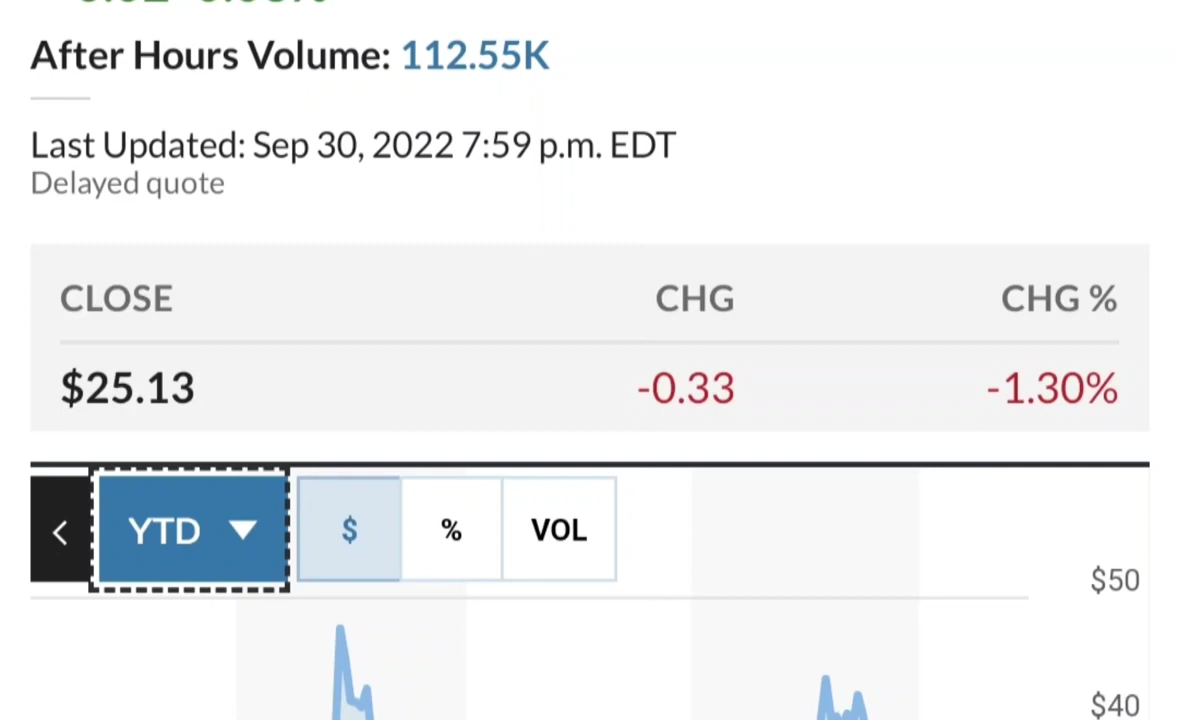 After Hours Volume: 112.55K
Last Updated: Sep 30, 2022 7:59 p.m. EDT
Delayed quote
CLOSE CHG CHG %
$25.13 -0.33 -1.30%
YTD $ % VOL
$50
$40